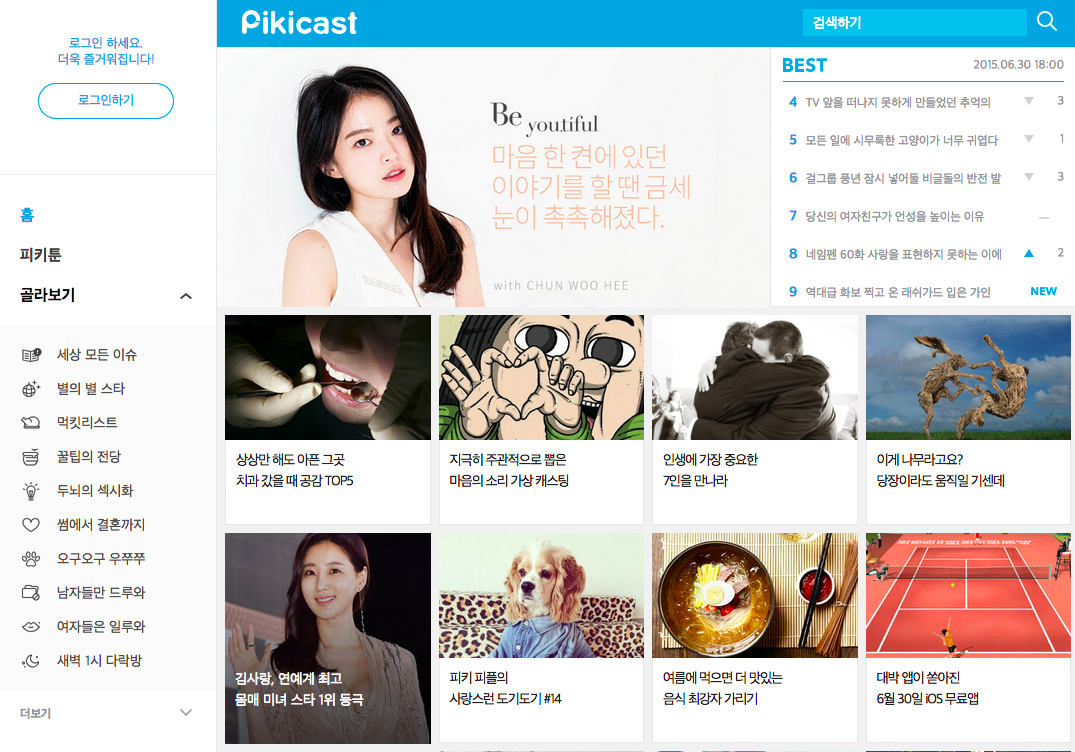 로그인 하세요.
더욱 즐거워집니다!
로그인하기
홈
피키툰
골라보기
세상 모든 이슈
별의 별 스타
먹킷리스트
꿀팁의 전당
두뇌의 섹시화
썸에서 결혼까지
오구오구 우쭈쭈
남자들만 드루와
여자들은 일루와
새벽 1시 다락방
더보기
Pikicast
검색하기
Be you.tiful
마음 한 켠에 있던
이야기를 할 땐 금세
눈이 촉촉해졌다.
with CHUN WOO HEE
BEST 2015.06.30 18:00
4 TV 앞을 떠나지 못하게 만들었던 추억의 ▼ 3
5 모든 일에 시무룩한 고양이가 너무 귀엽다 ▼ 1
6 걸그룹 풍년 잠시 넣어둘 비글돌의 반전 발 ▼ 3
7 당신의 여자친구가 언성을 높이는 이유 —
8 네임펜 60화 사랑을 표현하지 못하는 이에 ▲ 2
9 역대급 화보 찍고 온 래쉬가드 입은 가인 NEW
상상만 해도 아픈 그곳
치과 갔을 때 공감 TOP5
지극히 주관적으로 뽑은
마음의 소리 가상 캐스팅
인생에 가장 중요한
7인을 만나라
이게 나무라고요?
당장이라도 움직일 기센데
김사랑, 연예계 최고
몸매 미녀 스타 1위 등극
피키 피플의
사랑스런 도기도기 #14
여름에 먹으면 더 맛있는
음식 최강자 가리기
대박 앱이 쏟아진
6월 30일 iOS 무료앱